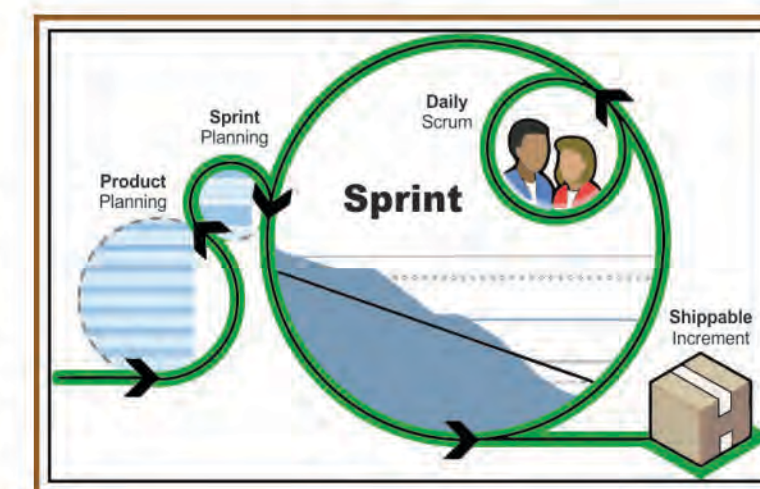 Product
Planning
Sprint
Planning
Daily
Scrum
Sprint
Shippable
Increment